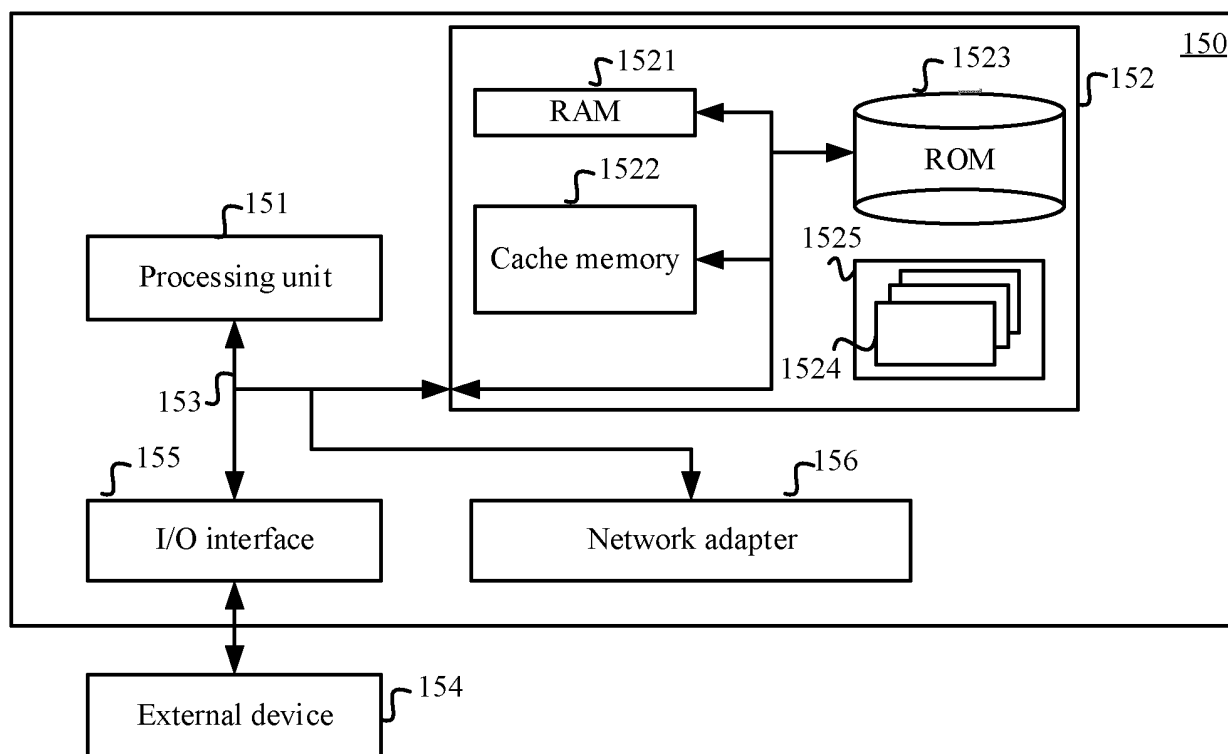 150
1521
1523
152
RAM
ROM
1522
151
Cache memory
1525
Processing unit
1524
153
155
156
I/O interface
Network adapter
154
External device